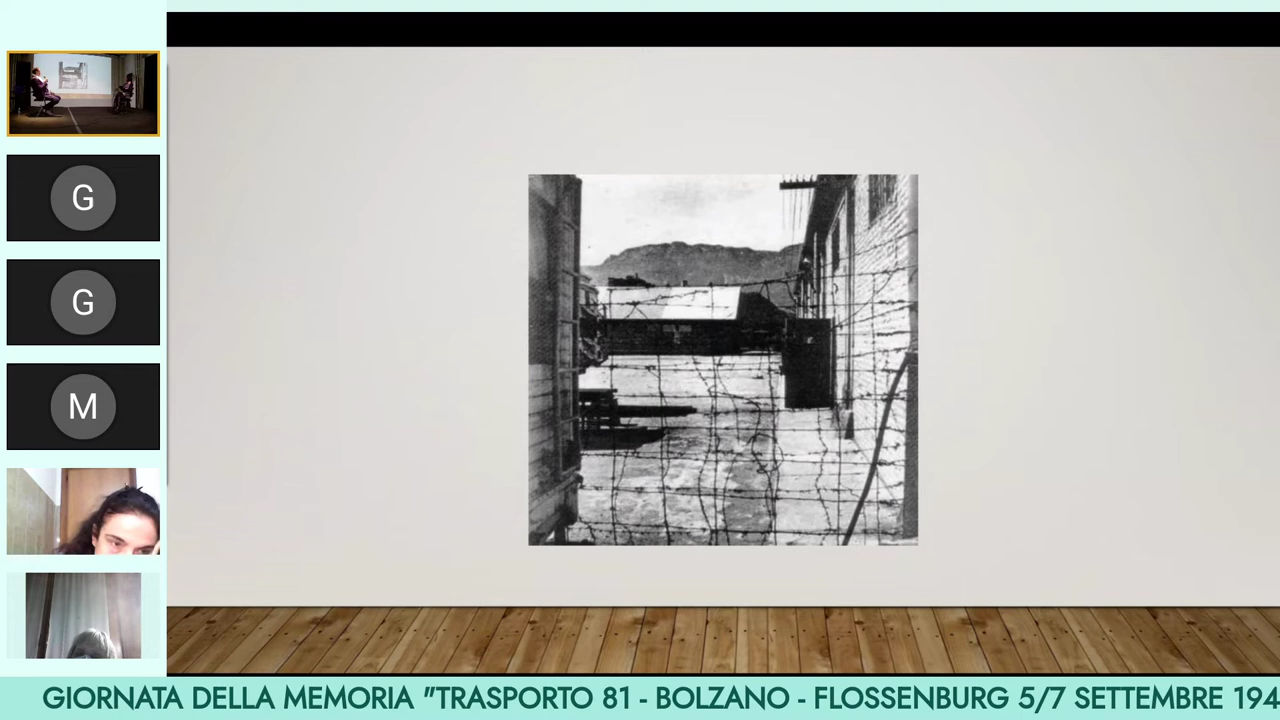 G
G
M
GIORNATA DELLA MEMORIA "TRASPORTO 81 - BOLZANO - FLOSSENBURG 5/7 SETTEMBRE 194